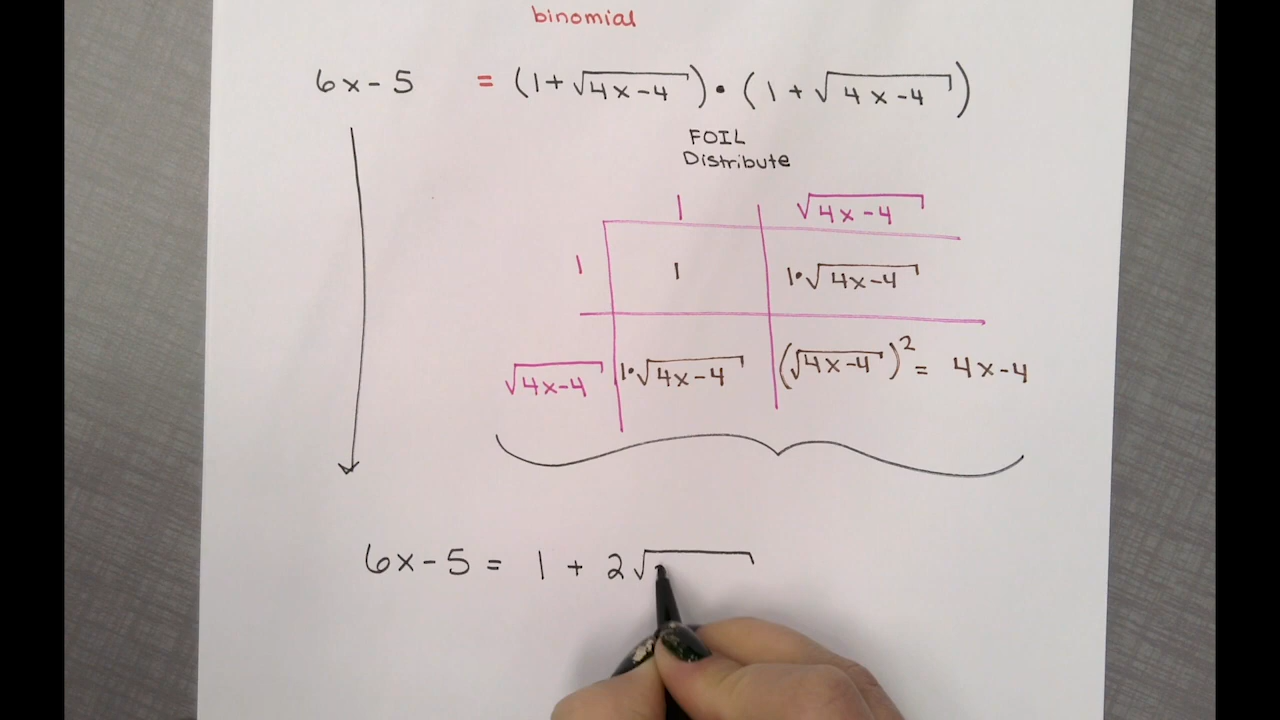 binomial
6x - 5 = (1 + √4x - 4) • (1 + √4x - 4)
FOIL
Distribute
1 √4x - 4
1 1 1•√4x - 4
√4x - 4 1•√4x - 4 (√4x - 4)² = 4x - 4
6x - 5 = 1 + 2√